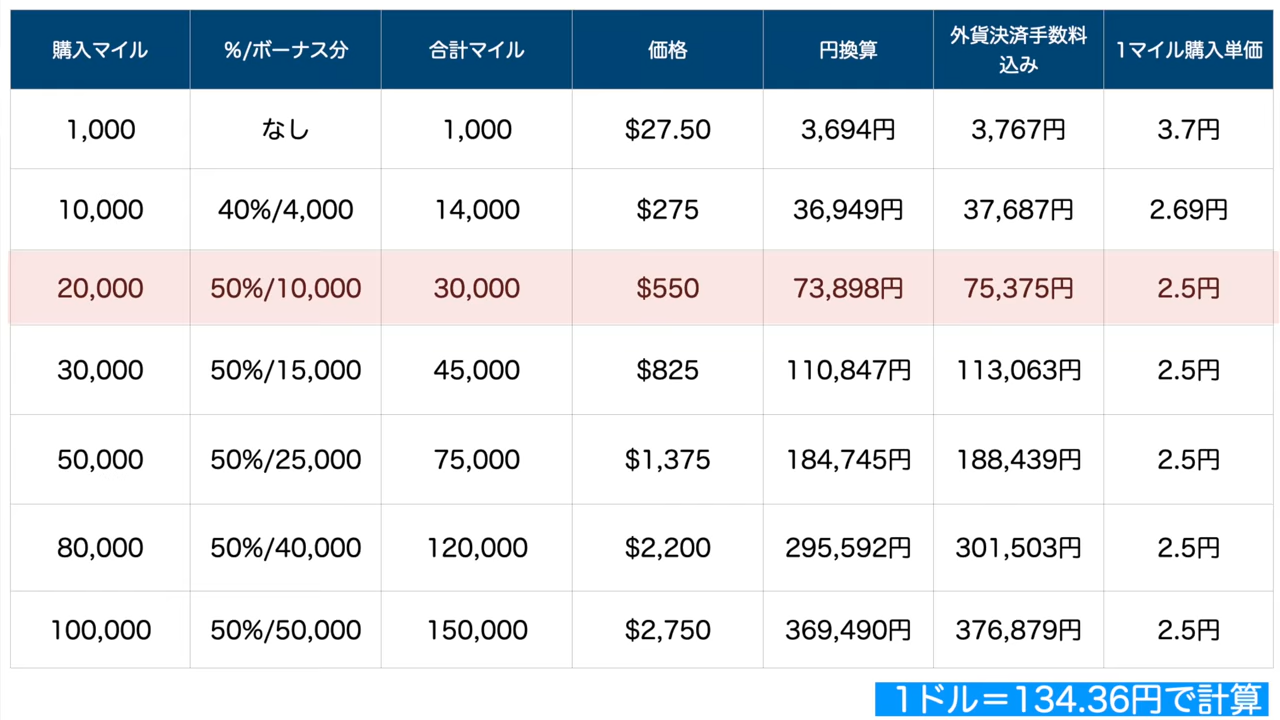 購入マイル %/ボーナス分 合計マイル 価格 円換算 外貨決済手数料込み 1マイル購入単価
1,000 なし 1,000 $27.50 3,694円 3,767円 3.7円
10,000 40%/4,000 14,000 $275 36,949円 37,687円 2.69円
20,000 50%/10,000 30,000 $550 73,898円 75,375円 2.5円
30,000 50%/15,000 45,000 $825 110,847円 113,063円 2.5円
50,000 50%/25,000 75,000 $1,375 184,745円 188,439円 2.5円
80,000 50%/40,000 120,000 $2,200 295,592円 301,503円 2.5円
100,000 50%/50,000 150,000 $2,750 369,490円 376,879円 2.5円
1ドル＝134.36円で計算